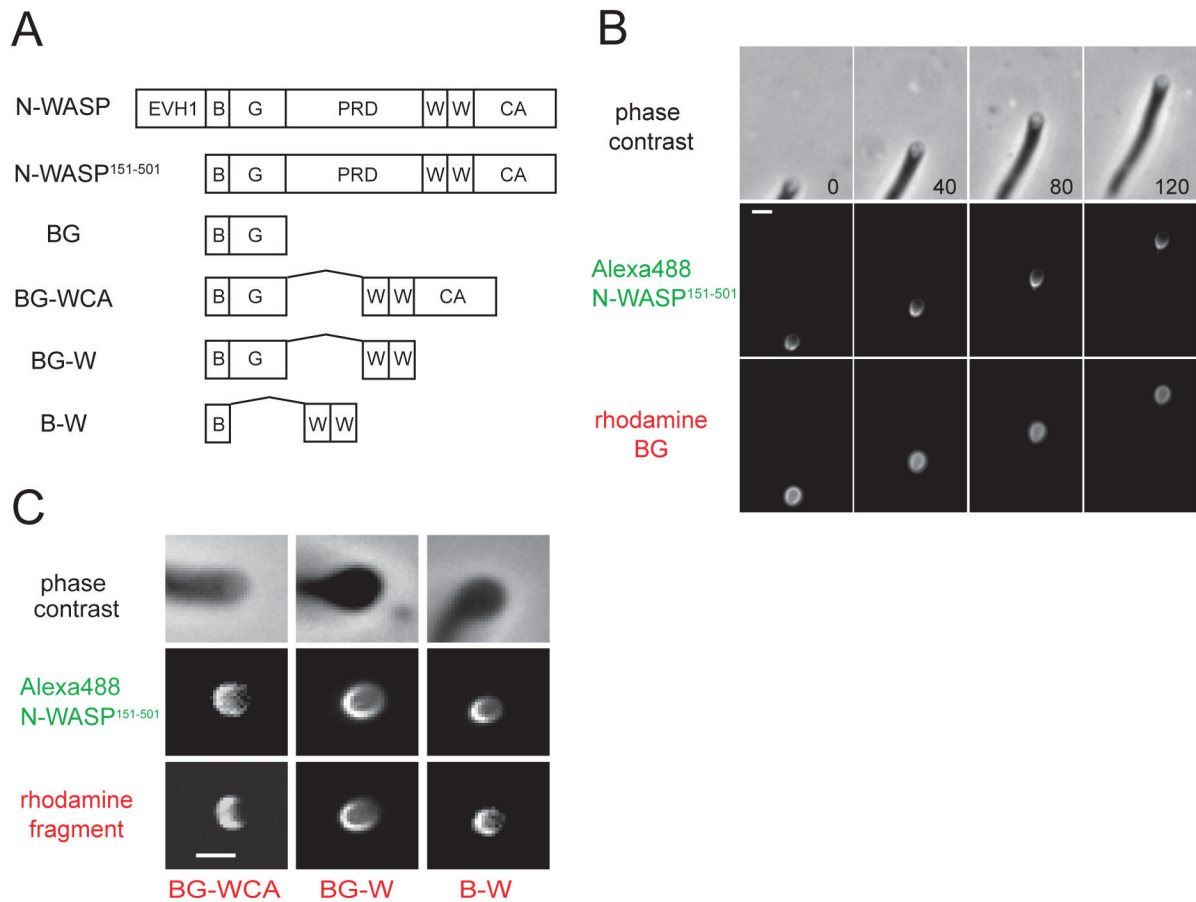 A
N-WASP EVH1 B G PRD W W CA
N-WASP151-501 B G PRD W W CA
BG B G
BG-WCA B G W W CA
BG-W B G W W
B-W B W W
B
phase
contrast
0 40 80 120
Alexa488
N-WASP151-501
rhodamine
BG
C
phase
contrast
Alexa488
N-WASP151-501
rhodamine
fragment
BG-WCA BG-W B-W